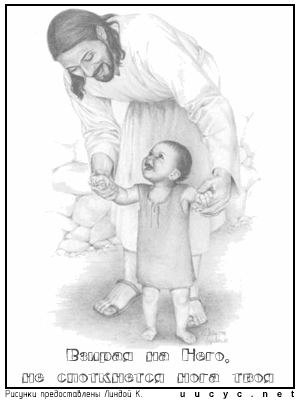 Взирая на Него,
не споткнется нога твоя
Рисунки предоставлены Линдой К.
uucyc.net